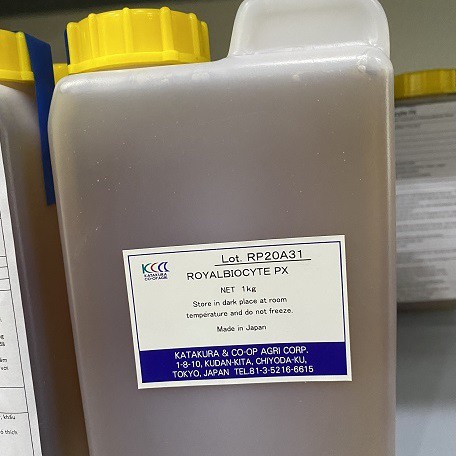 Lot. RP20A31
KCCC
KATAKURA
CO-OP AGRI
ROYALBIOCYTE PX
NET 1kg
Store in dark place at room
temperature and do not freeze.
Made in Japan
KATAKURA & CO-OP AGRI CORP.
1-8-10, KUDAN-KITA, CHIYODA-KU,
TOKYO, JAPAN TEL.81-3-5216-6615
khẩu
thích